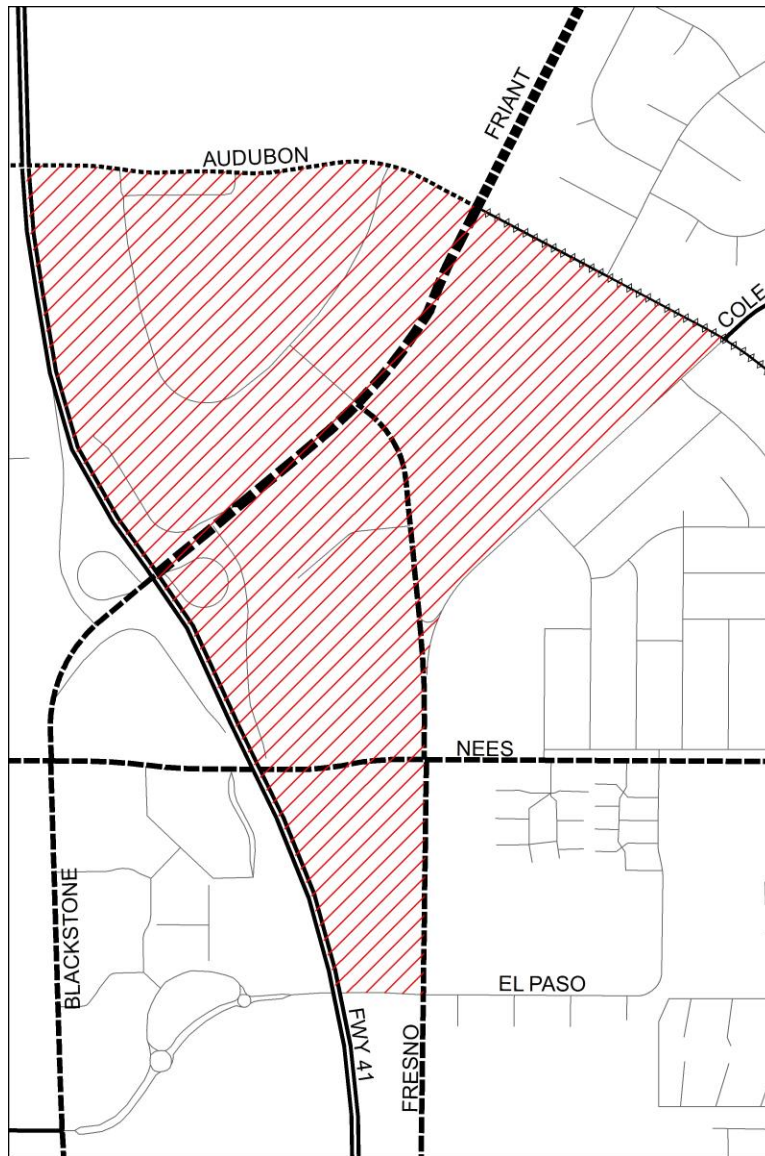 FRIANT
AUDUBON
COLE
NEES
BLACKSTONE
EL PASO
FWY 41
FRESNO